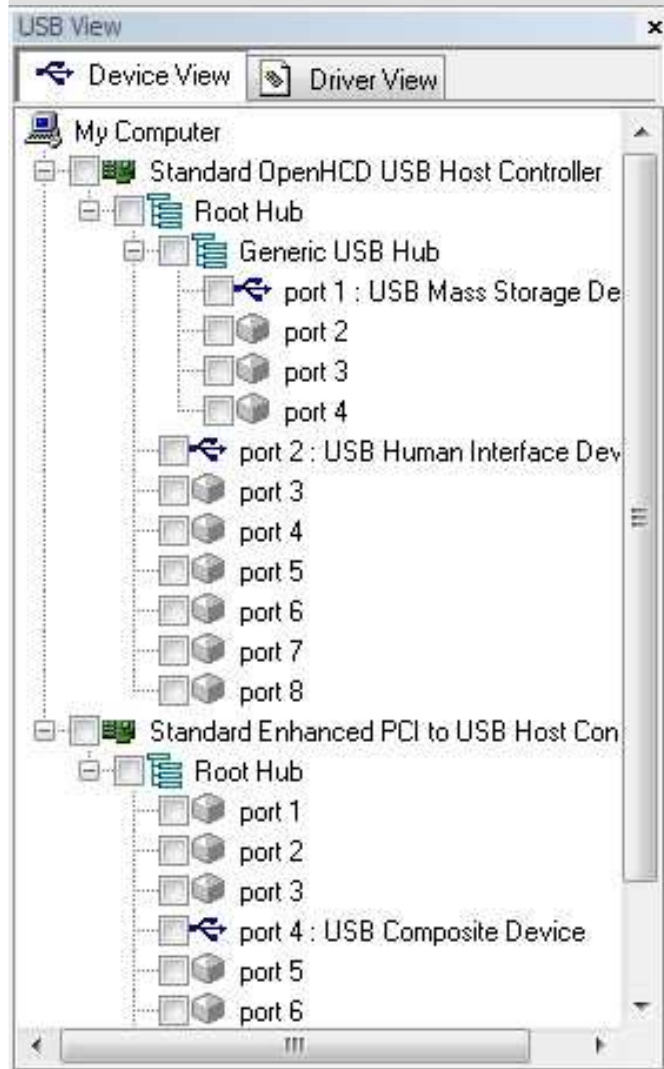 USB View
Device View Driver View
My Computer
Standard OpenHCD USB Host Controller
Root Hub
Generic USB Hub
port 1 : USB Mass Storage De
port 2
port 3
port 4
port 2 : USB Human Interface Dev
port 3
port 4
port 5
port 6
port 7
port 8
Standard Enhanced PCI to USB Host Con
Root Hub
port 1
port 2
port 3
port 4 : USB Composite Device
port 5
port 6